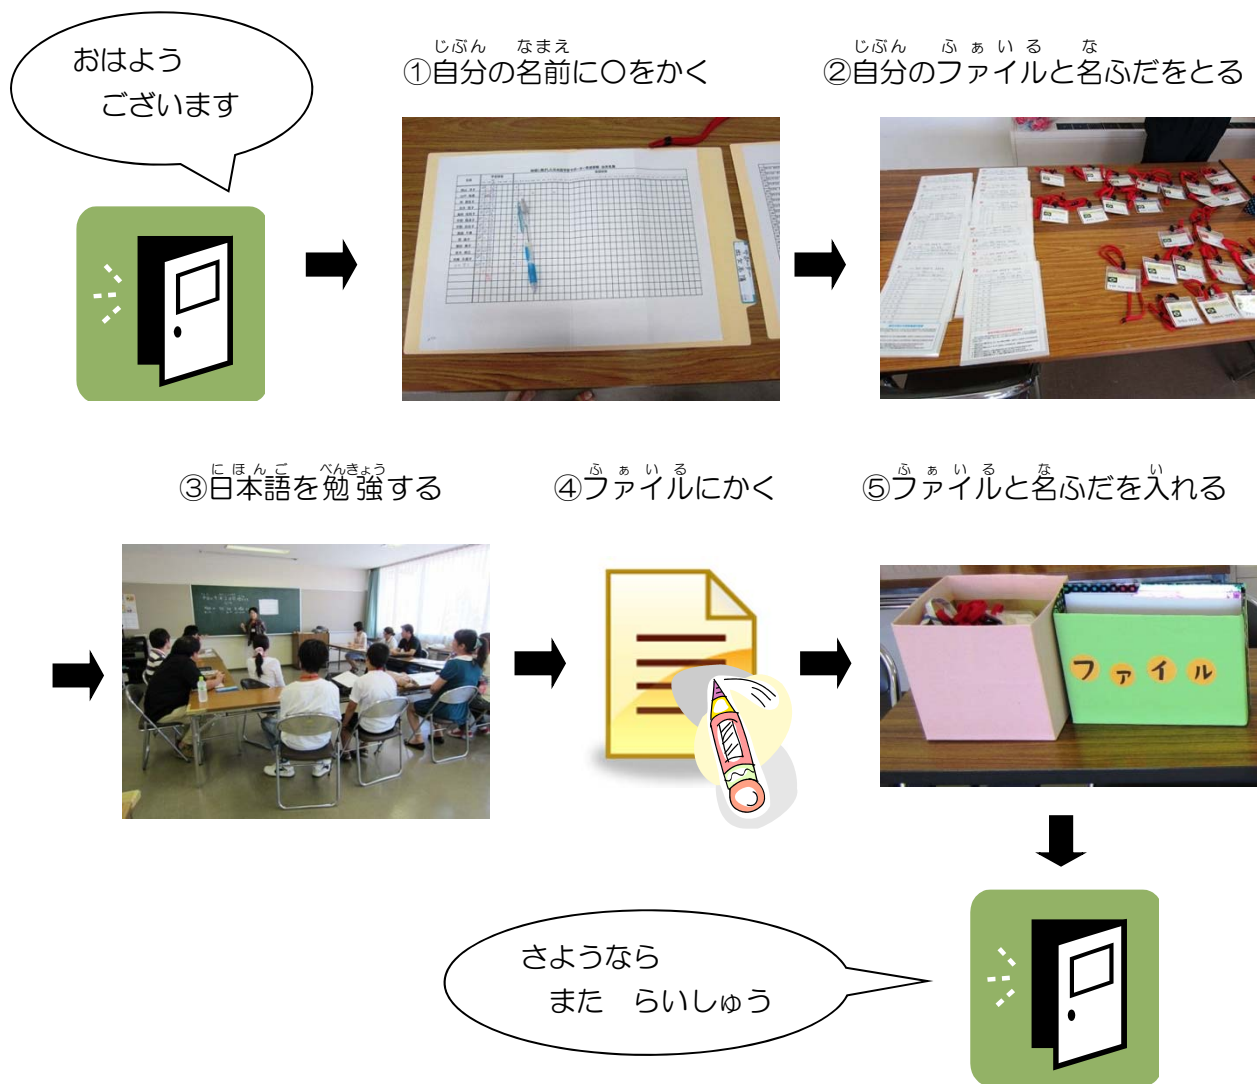 おはよう
ございます
じぶん　なまえ
①自分の名前に〇をかく
じぶん　ふぁいる　な
②自分のファイルと名ふだをとる
にほんご　べんきょう
③日本語を勉強する
ふぁいる
④ファイルにかく
ふぁいる　な　い
⑤ファイルと名ふだを入れる
ファイル
さようなら
また　らいしゅう